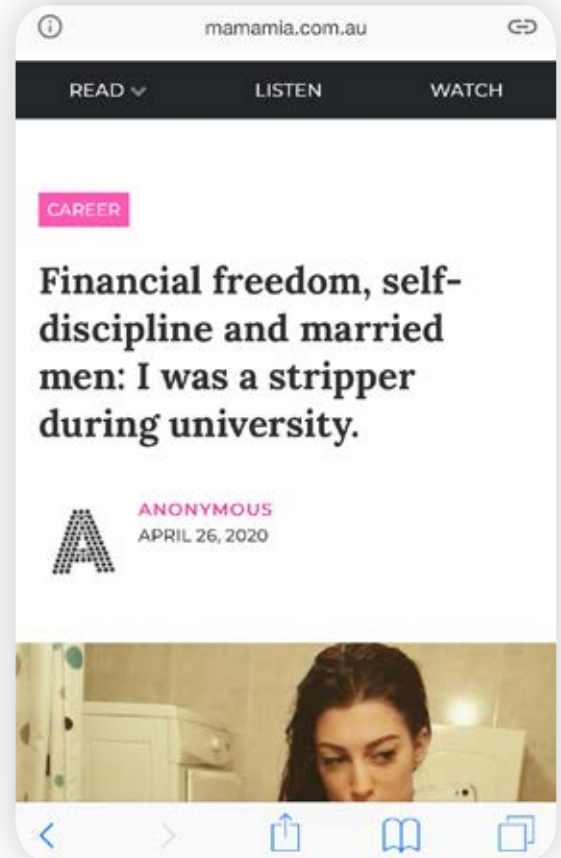 mamamia.com.au
READ LISTEN WATCH
CAREER
Financial freedom, self-
discipline and married
men: I was a stripper
during university.
A
ANONYMOUS
APRIL 26, 2020